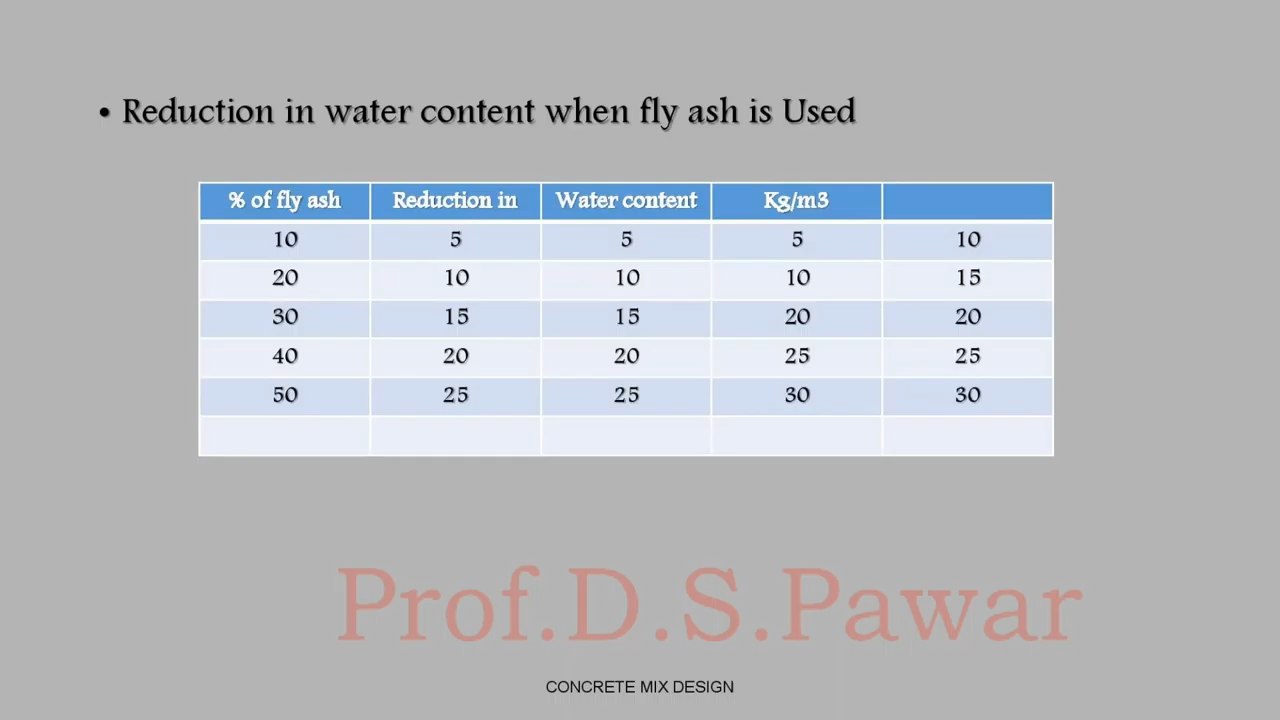 • Reduction in water content when fly ash is Used
% of fly ash Reduction in Water content Kg/m3
10 5 5 5 10
20 10 10 10 15
30 15 15 20 20
40 20 20 25 25
50 25 25 30 30
Prof.D.S.Pawar
CONCRETE MIX DESIGN